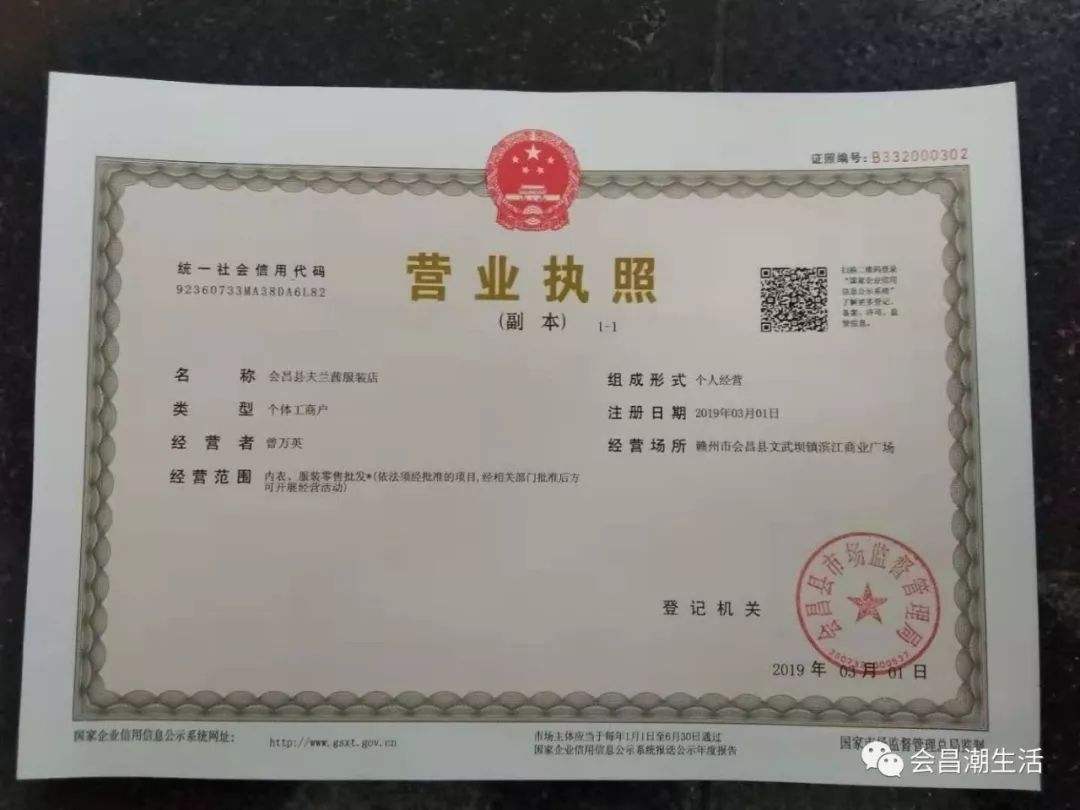 证照编号:B332000302
统一社会信用代码
92360733MA38DA6L82
营业执照
(副 本) 1-1
扫描二维码登录
“国家企业信用
信息公示系统”
了解更多登记、
备案、许可、监
管信息。
名 称 会昌县夫兰茜服装店
类 型 个体工商户
经 营 者 曾万英
经营范围 内衣、服装零售批发*(依法须经批准的项目,经相关部门批准后方
可开展经营活动)
组成形式 个人经营
注册日期 2019年03月01日
经营场所 赣州市会昌县文武坝镇滨江商业广场
会昌县市场监督管理局
登记机关
2019 年 03 月 01 日
国家企业信用信息公示系统网址: http://www.gsxt.gov.cn
市场主体应当于每年1月1日至6月30日通过
国家企业信用信息公示系统报送公示年度报告
国家市场监督管理总局监制
会昌潮生活